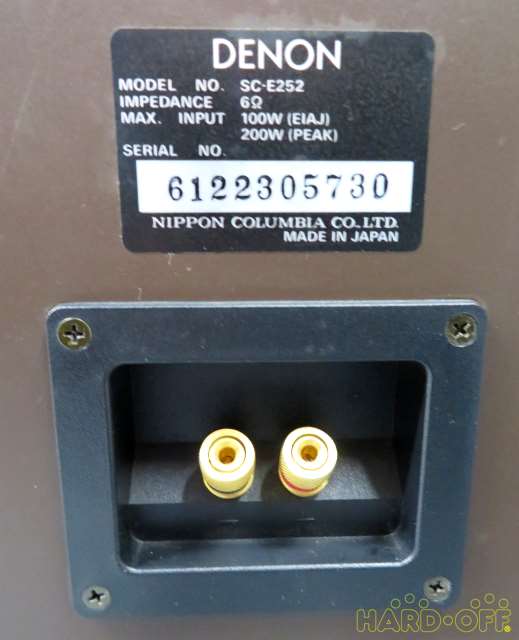 DENON
MODEL NO. SC-E252
IMPEDANCE 6Ω
MAX. INPUT 100W (EIAJ)
200W (PEAK)
SERIAL NO.
6122305730
NIPPON COLUMBIA CO.,LTD.
MADE IN JAPAN
HARD·OFF